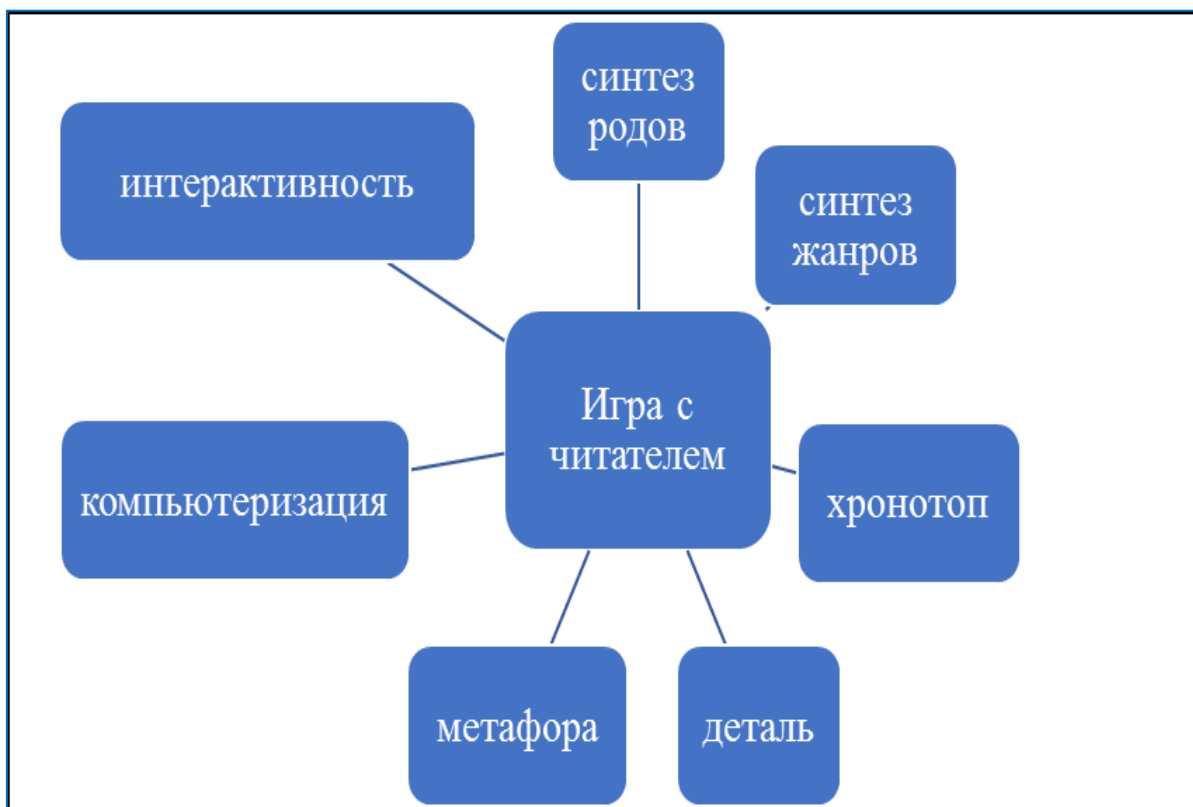 синтез
родов
интерактивность
синтез
жанров
Игра с
читателем
компьютеризация
хронотоп
метафора
деталь